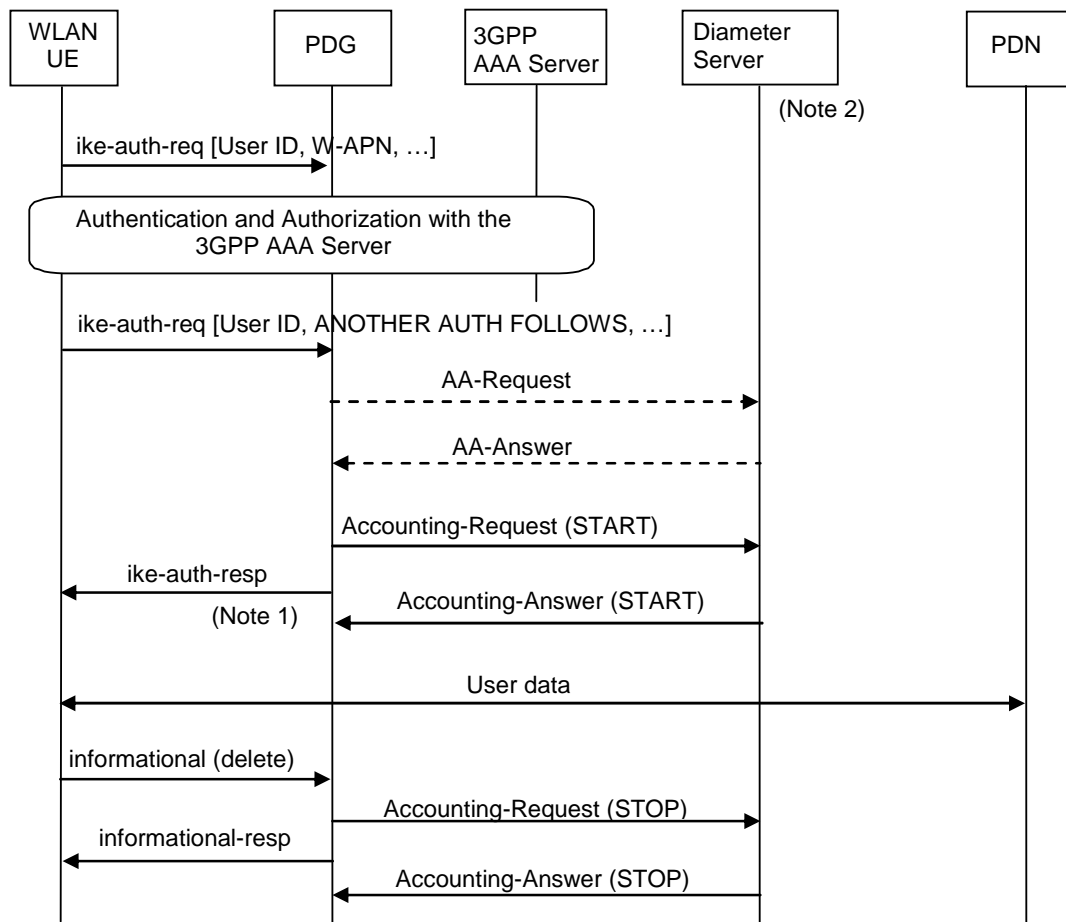 WLAN
UE
PDG
3GPP
AAA Server
Diameter
Server
PDN
(Note 2)
ike-auth-req [User ID, W-APN, …]
Authentication and Authorization with the
3GPP AAA Server
ike-auth-req [User ID, ANOTHER AUTH FOLLOWS, …]
AA-Request
AA-Answer
Accounting-Request (START)
ike-auth-resp
Accounting-Answer (START)
(Note 1)
User data
informational (delete)
Accounting-Request (STOP)
informational-resp
Accounting-Answer (STOP)